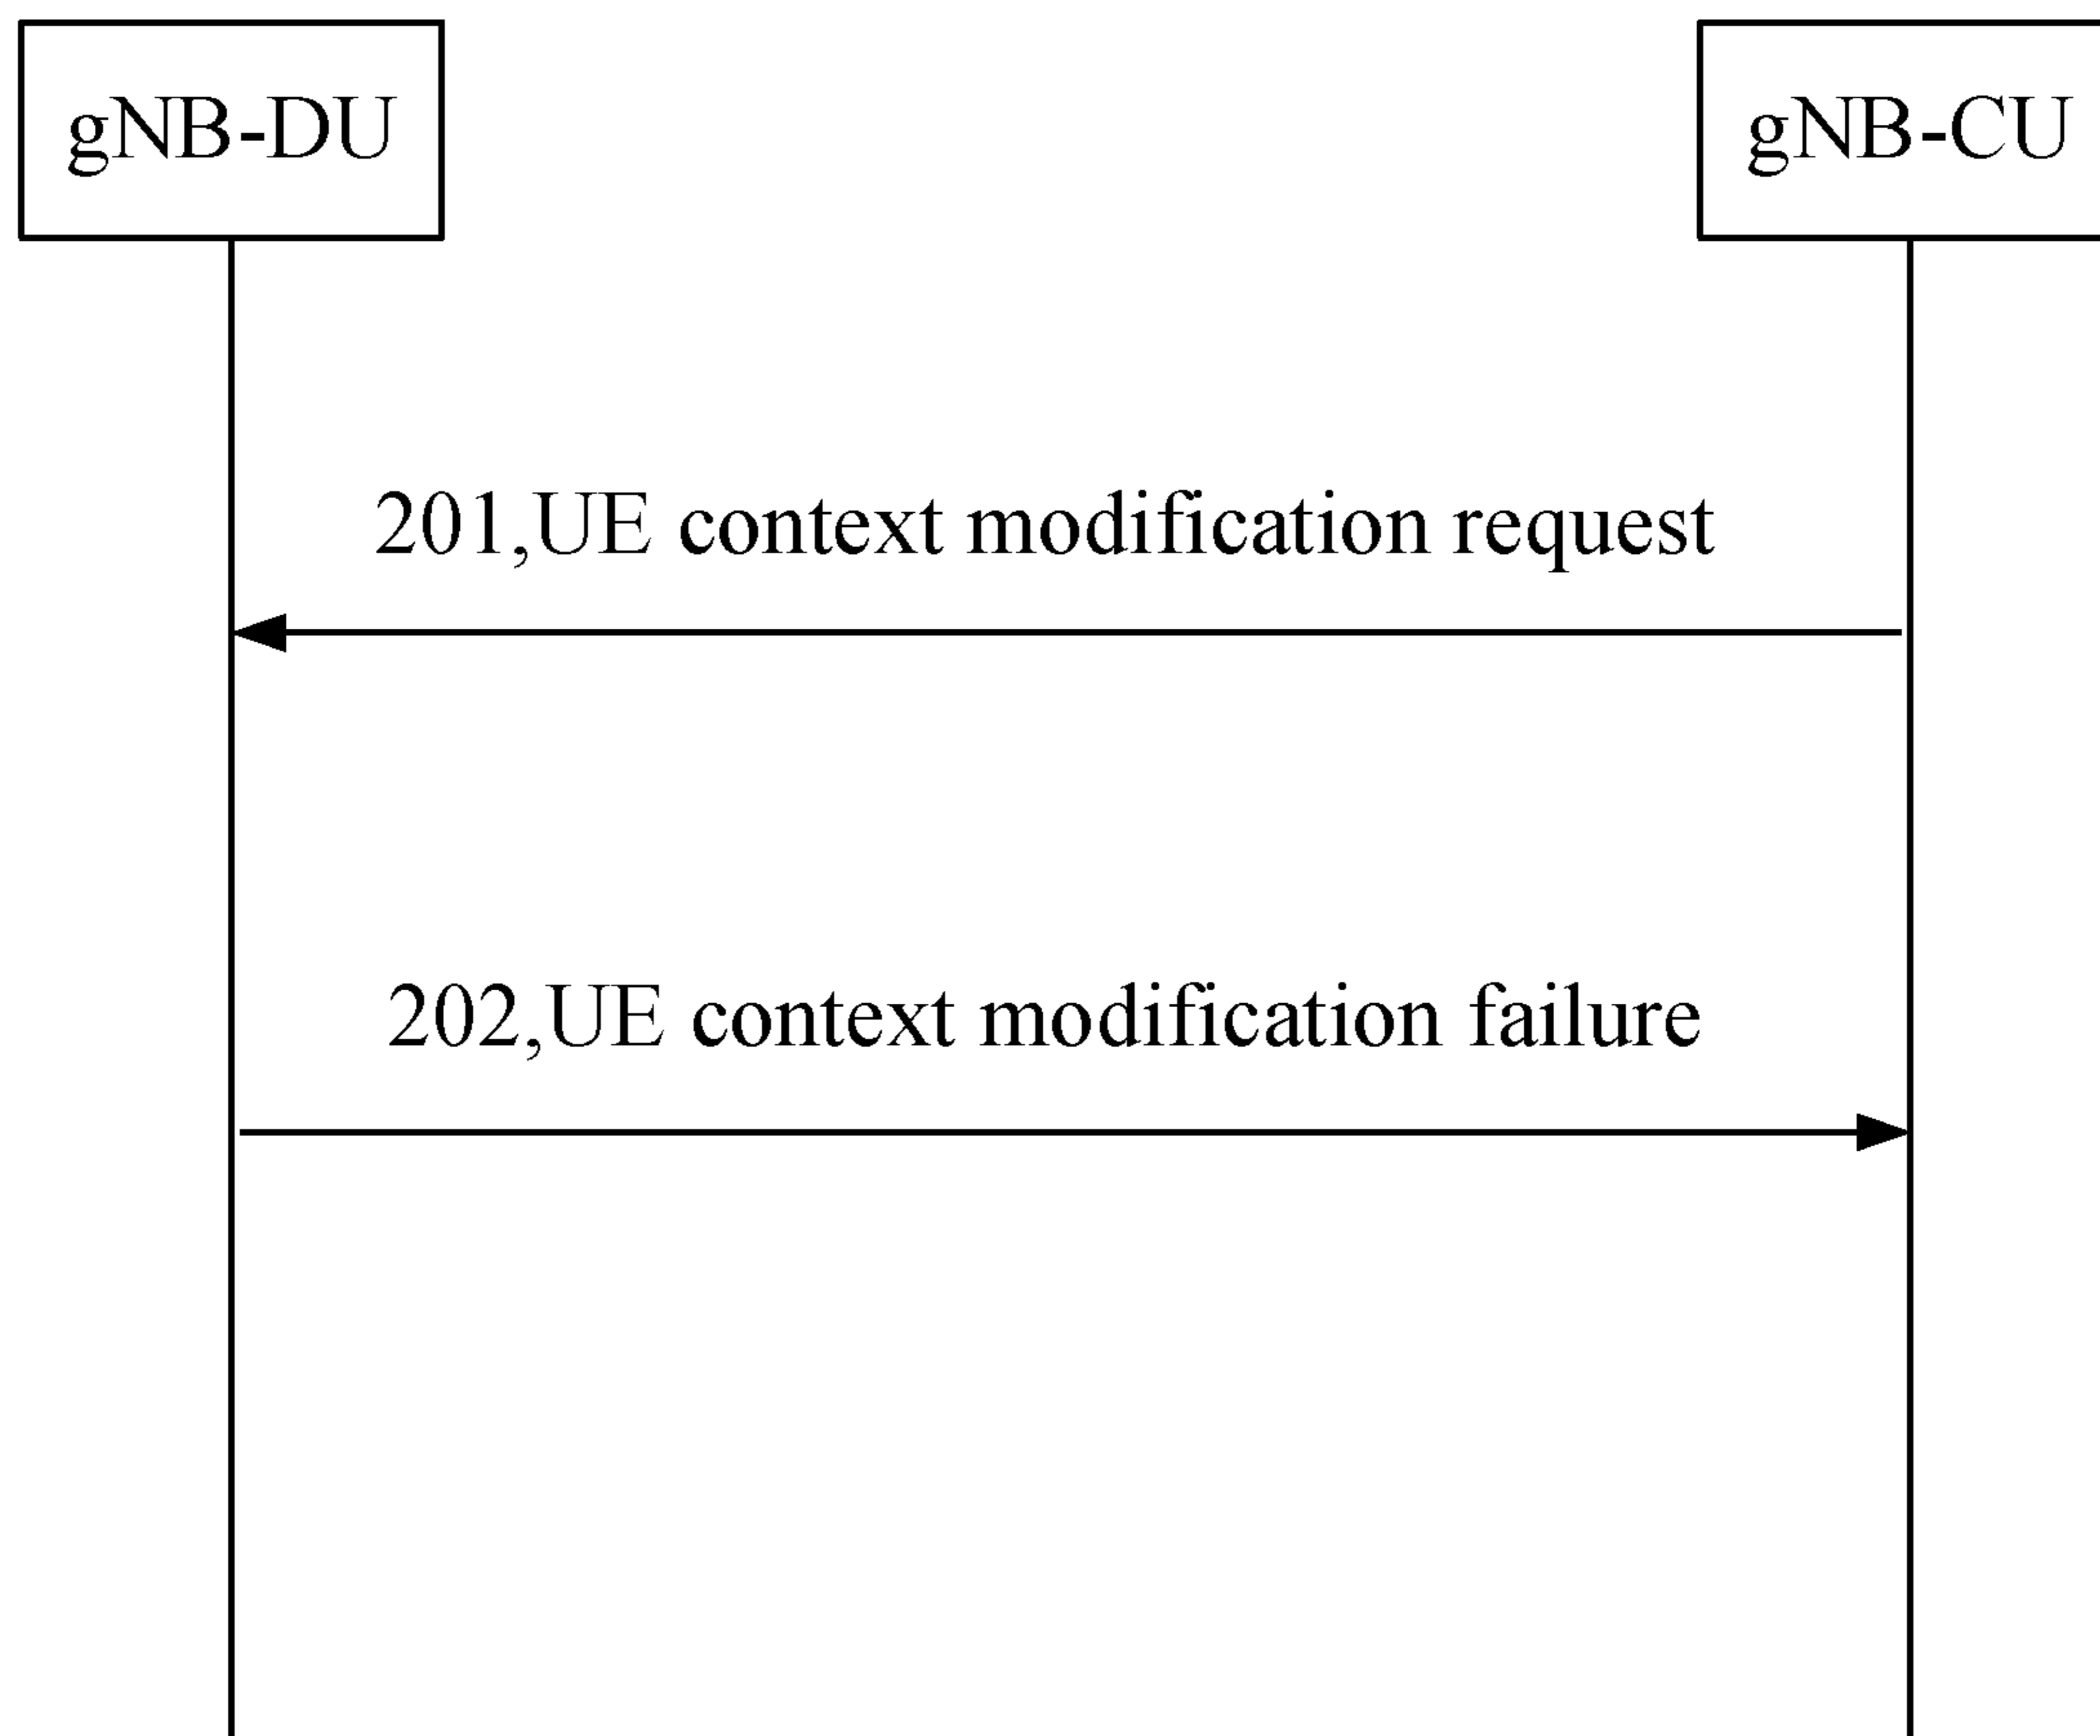 gNB-DU
gNB-CU
201,UE context modification request
202,UE context modification failure